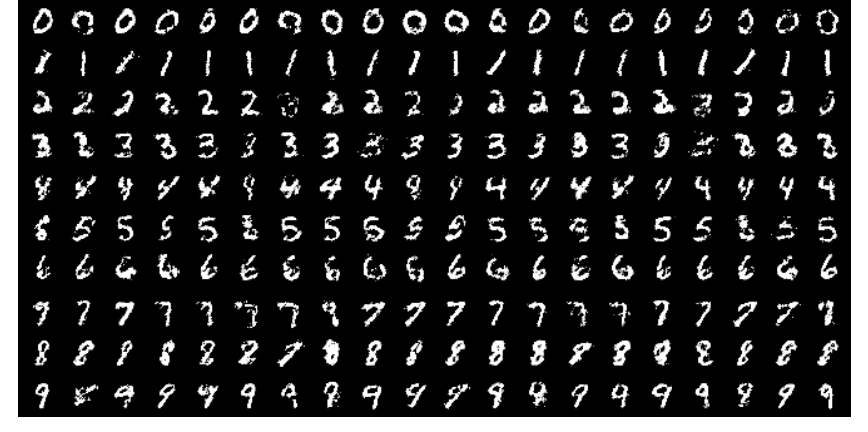 0 0 0 0 0 0 0 0 0 0 0 0 0 0 0 0 0 0 0 0
1 1 1 1 1 1 1 1 1 1 1 1 1 1 1 1 1 1 1 1
2 2 2 2 2 2 2 2 2 2 2 2 2 2 2 2 2 2 2
3 3 3 3 3 3 3 3 3 3 3 3 3 3 3 3 3 3 3
4 4 4 4 4 4 4 4 4 4 4 4 4 4 4 4 4 4 4
5 5 5 5 5 5 5 5 5 5 5 5 5 5 5 5 5 5
6 6 6 6 6 6 6 6 6 6 6 6 6 6 6 6 6 6 6 6
7 7 7 7 7 7 7 7 7 7 7 7 7 7 7 7 7 7 7
8 8 8 8 8 8 8 8 8 8 8 8 8 8 8 8 8 8 8
9 9 9 9 9 9 9 9 9 9 9 9 9 9 9 9 9